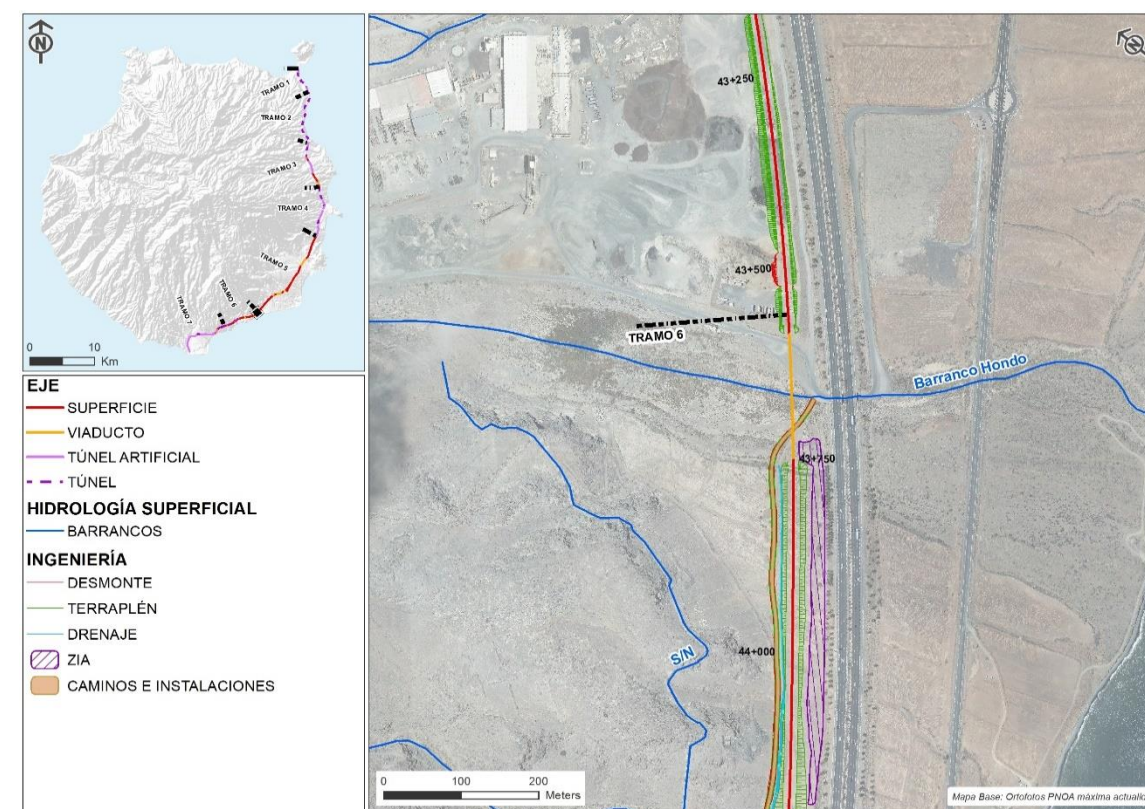 N
TRAMO 1
TRAMO 2
TRAMO 3
TRAMO 4
TRAMO 5
TRAMO 6
TRAMO 7
0 10
Km
EJE
SUPERFICIE
VIADUCTO
TÚNEL ARTIFICIAL
TÚNEL
HIDROLOGÍA SUPERFICIAL
BARRANCOS
INGENIERÍA
DESMONTE
TERRAPLÉN
DRENAJE
ZIA
CAMINOS E INSTALACIONES
N
43+250
43+500
TRAMO 6
Barranco Hondo
43+750
44+000
S/N
0 100 200
Meters
Mapa Base: Ortofotos PNOA máxima actualid